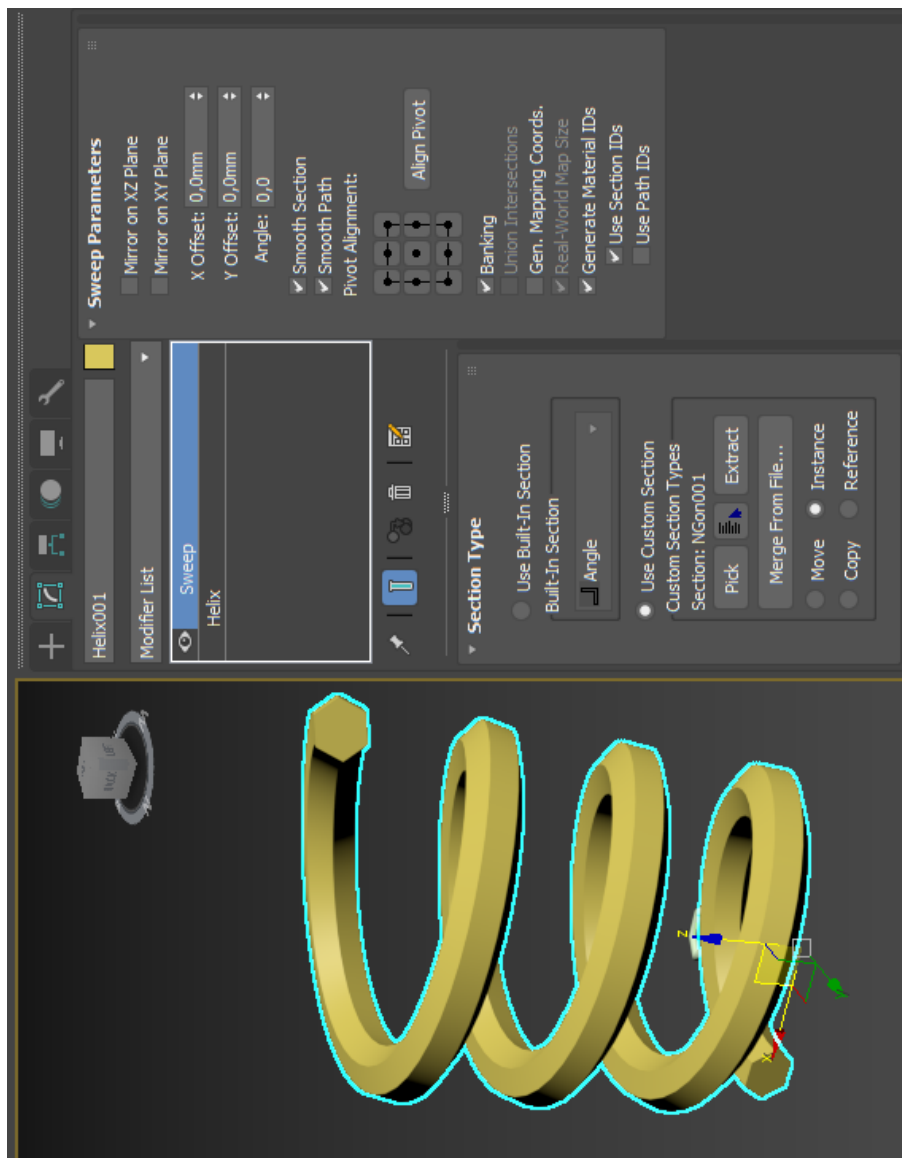 Helix001
Modifier List
Sweep
Helix
Section Type
Use Built-In Section
Built-In Section
Angle
Use Custom Section
Custom Section Types
Section: NGon001
Pick
Extract
Merge From File...
Move
Instance
Copy
Reference
Sweep Parameters
Mirror on XZ Plane
Mirror on XY Plane
X Offset: 0,0mm
Y Offset: 0,0mm
Angle: 0,0
Smooth Section
Smooth Path
Pivot Alignment:
Align Pivot
Banking
Union Intersections
Gen. Mapping Coords.
Real-World Map Size
Generate Material IDs
Use Section IDs
Use Path IDs
Z
X